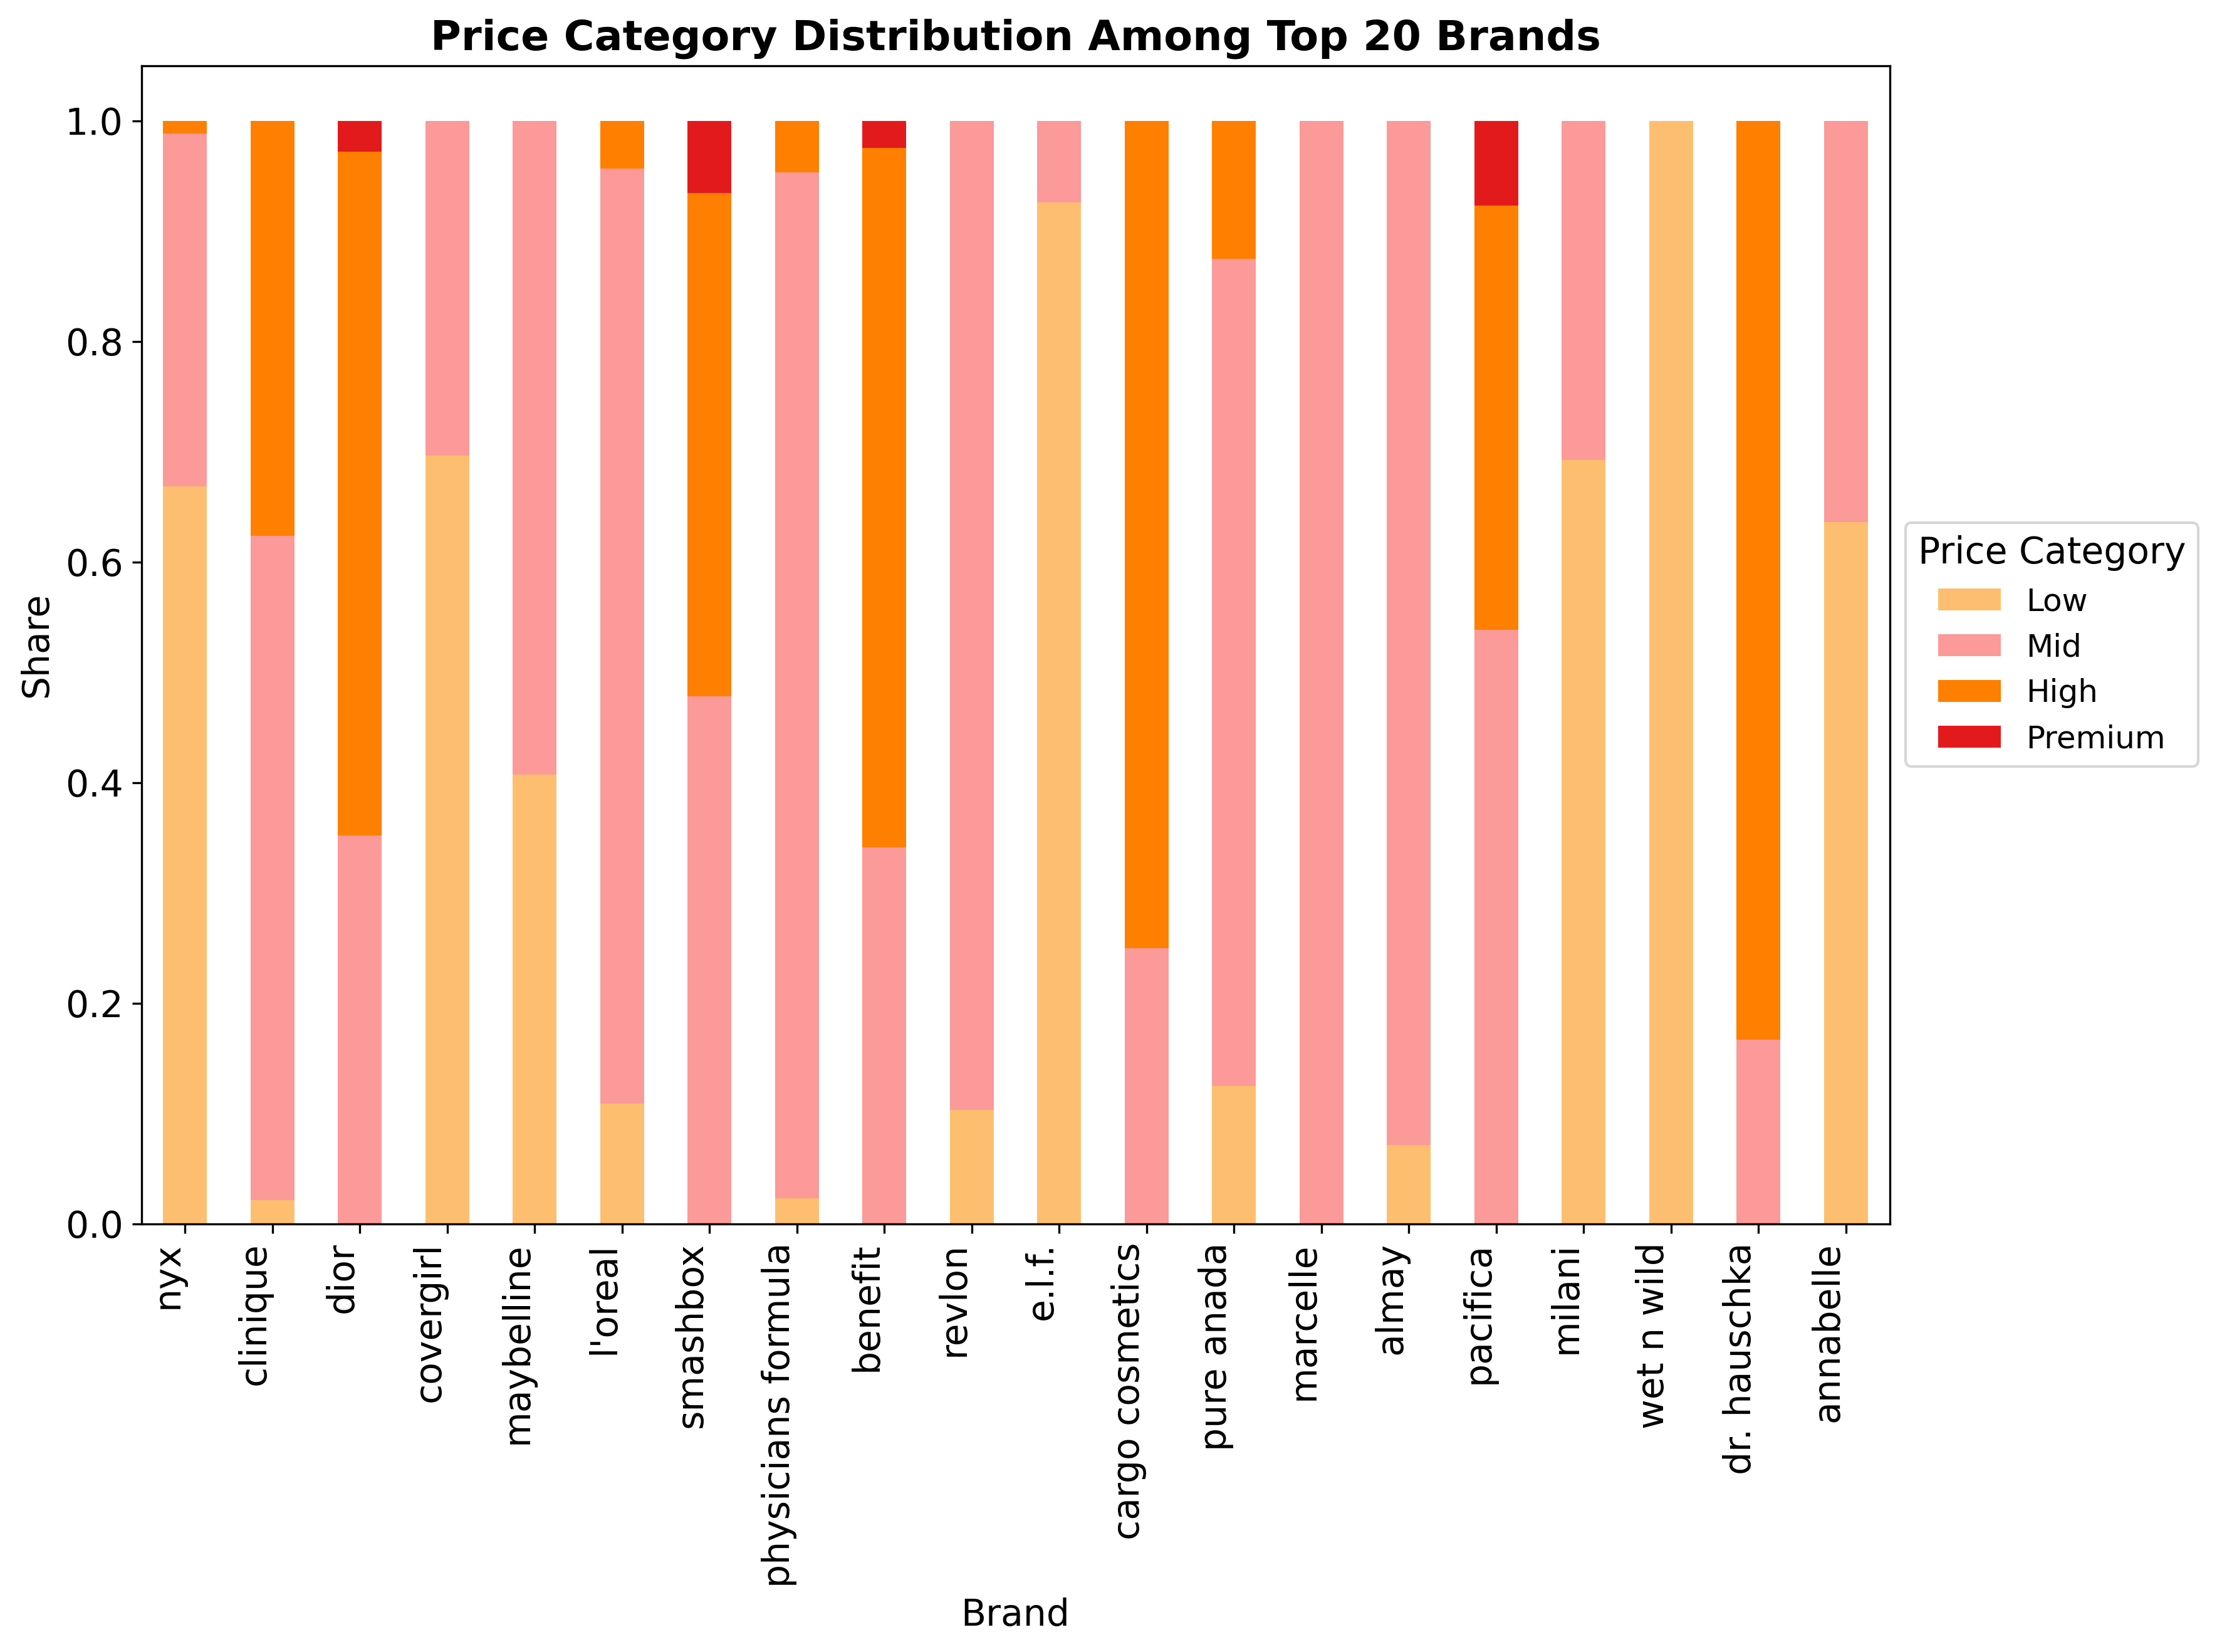 Price Category Distribution Among Top 20 Brands
1.0
0.8
0.6
0.4
0.2
0.0
Share
nyx
clinique
dior
covergirl
maybelline
l'oreal
smashbox
physicians formula
benefit
revlon
e.l.f.
cargo cosmetics
pure anada
marcelle
almay
pacifica
milani
wet n wild
dr. hauschka
annabelle
Brand
Price Category
Low
Mid
High
Premium